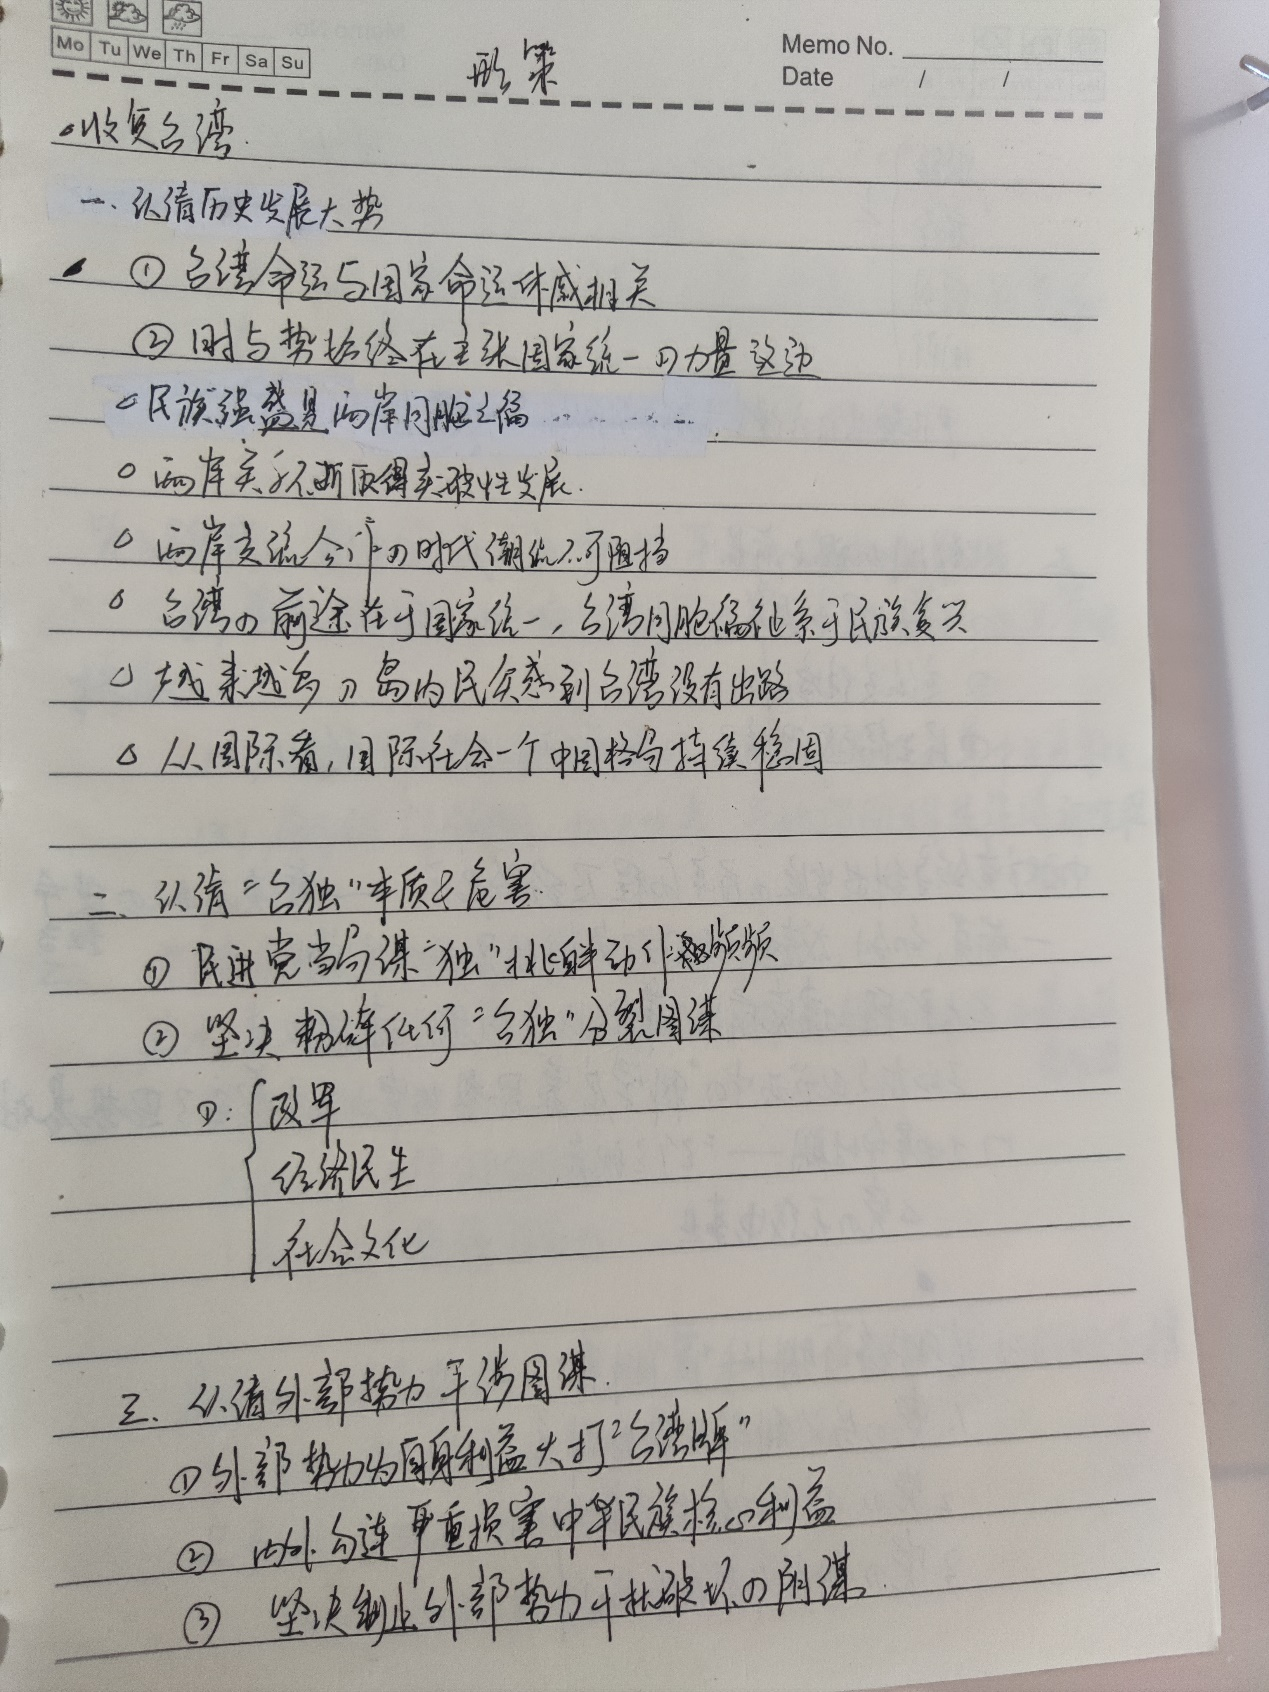 Mo Tu We Th Fr Sa Su
形策
Memo No.
Date / /
收复台湾.
一、认清历史发展大势
① 台湾命运与国家命运休戚相关
② 时与势始终在主张国家统一的力量这边
民族强盛是两岸同胞之福......
两岸关系不断取得突破性发展.
两岸交流合作的时代潮流不可阻挡
台湾的前途在于国家统一，台湾同胞福祉系于民族复兴
越来越多的岛内民众感到台湾没有出路
从国际看，国际社会一个中国格局持续稳固
二、认清“台独”本质与危害.
① 民进党当局谋“独”挑衅动作频频
② 坚决粉碎任何“台独”分裂图谋
①: 政军
经济民生
社会文化
三、认清外部势力干涉图谋.
① 外部势力为自身利益大打“台湾牌”
② 内外勾连严重损害中华民族核心利益
③ 坚决制止外部势力干扰破坏的阴谋.